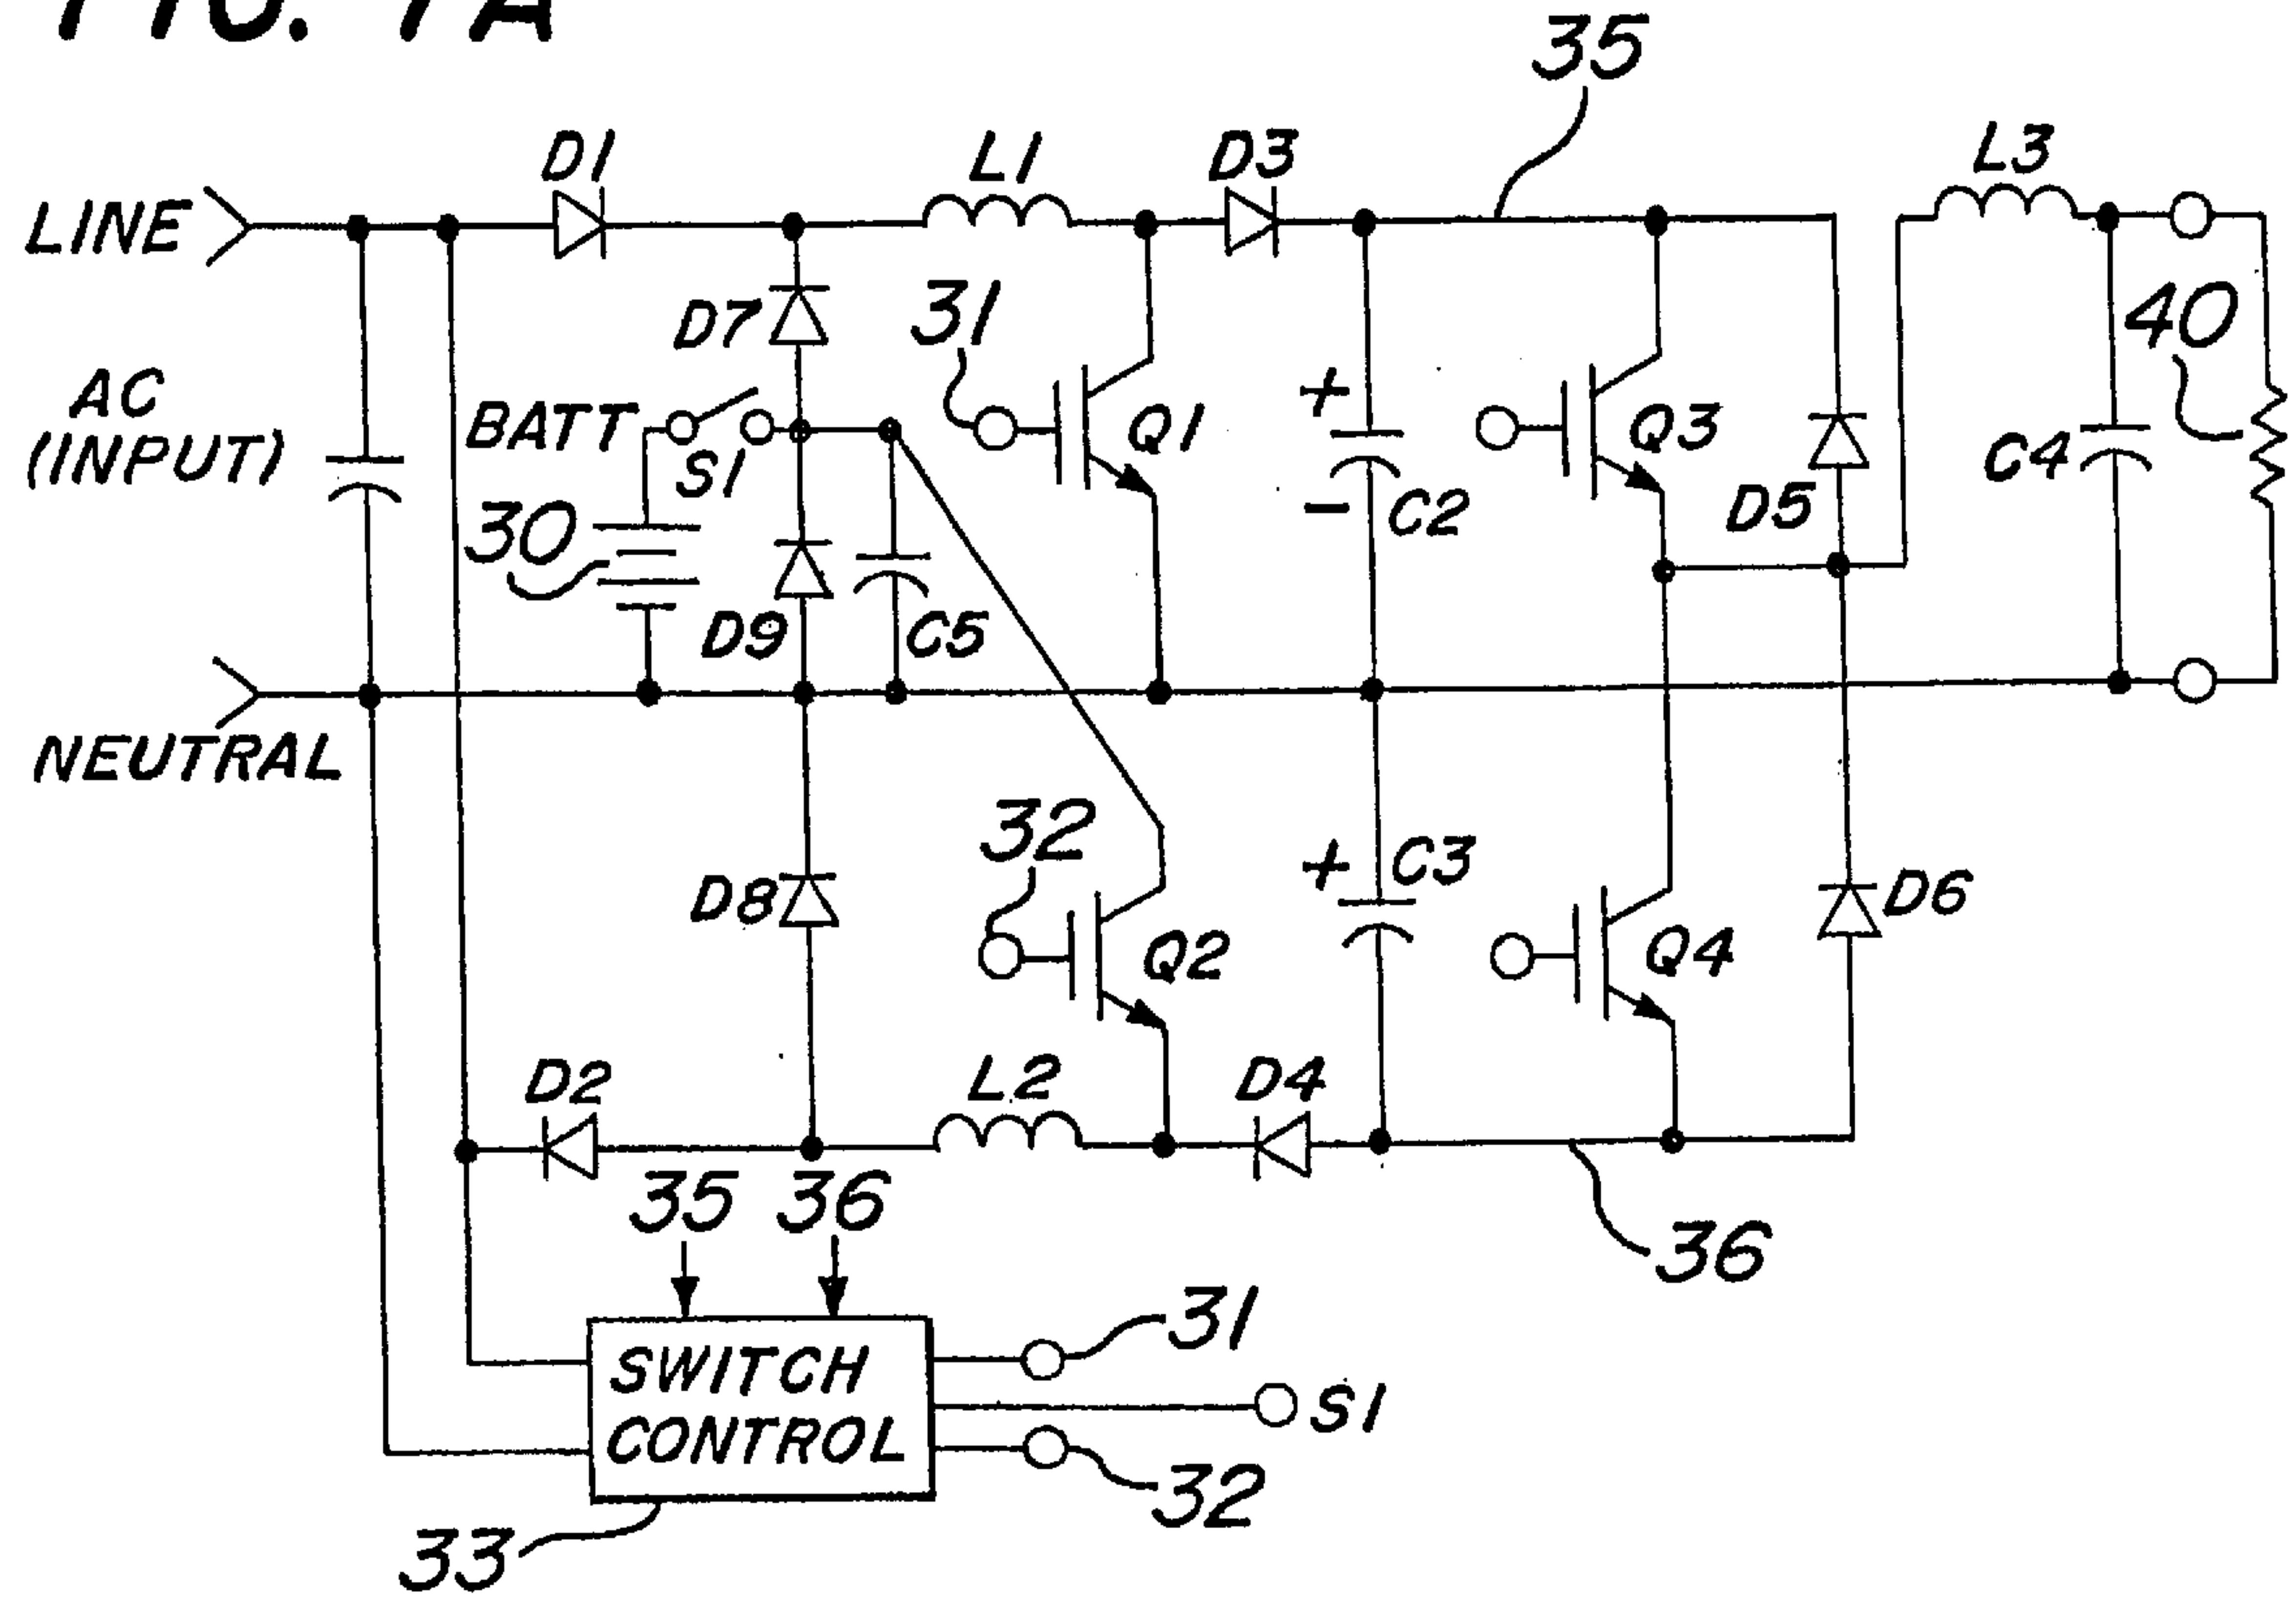 FIG. 7A
35
D1
L1
D3
L3
LINE
D7
31
40
AC
(INPUT)
BATT
S1
Q1
+
Q3
C4
30
−
C2
D5
D9
C5
NEUTRAL
32
+
C3
D8
Q2
Q4
D6
D2
L2
D4
35
36
36
31
SWITCH
CONTROL
S1
32
33